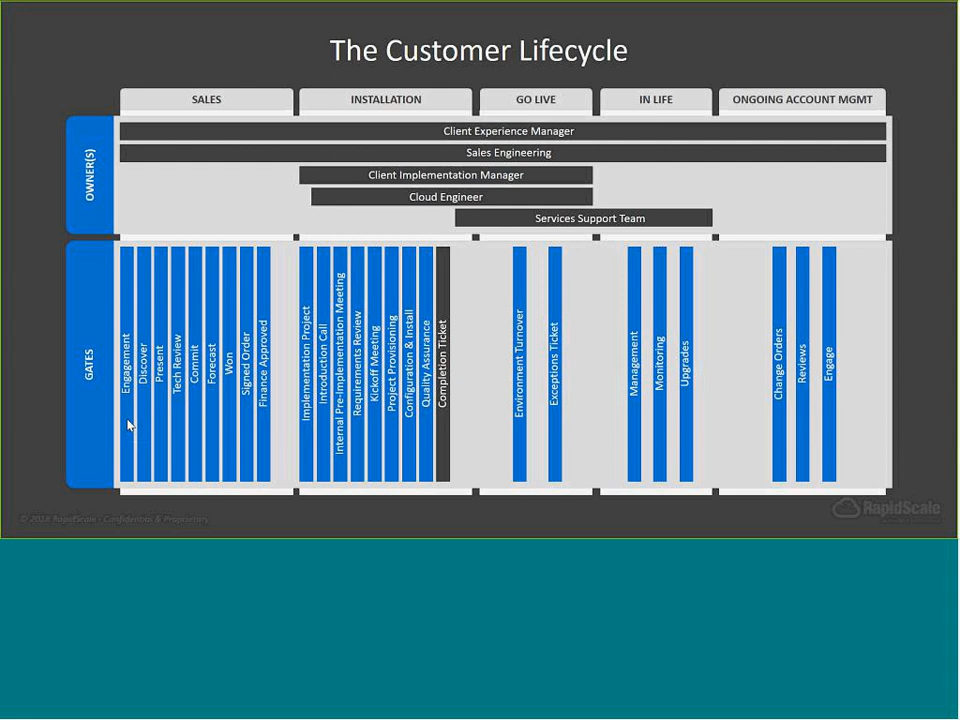 The Customer Lifecycle
SALES
INSTALLATION
GO LIVE
IN LIFE
ONGOING ACCOUNT MGMT
OWNER(S)
Client Experience Manager
Sales Engineering
Client Implementation Manager
Cloud Engineer
Services Support Team
GATES
Engagement
Discover
Present
Tech Review
Commit
Forecast
Won
Signed Order
Finance Approved
Implementation Project
Introduction Call
Internal Pre-Implementation Meeting
Requirements Review
Kickoff Meeting
Project Provisioning
Configuration & Install
Quality Assurance
Completion Ticket
Environment Turnover
Exceptions Ticket
Management
Monitoring
Upgrades
Change Orders
Reviews
Engage
© 2018 RapidScale - Confidential & Proprietary
RapidScale